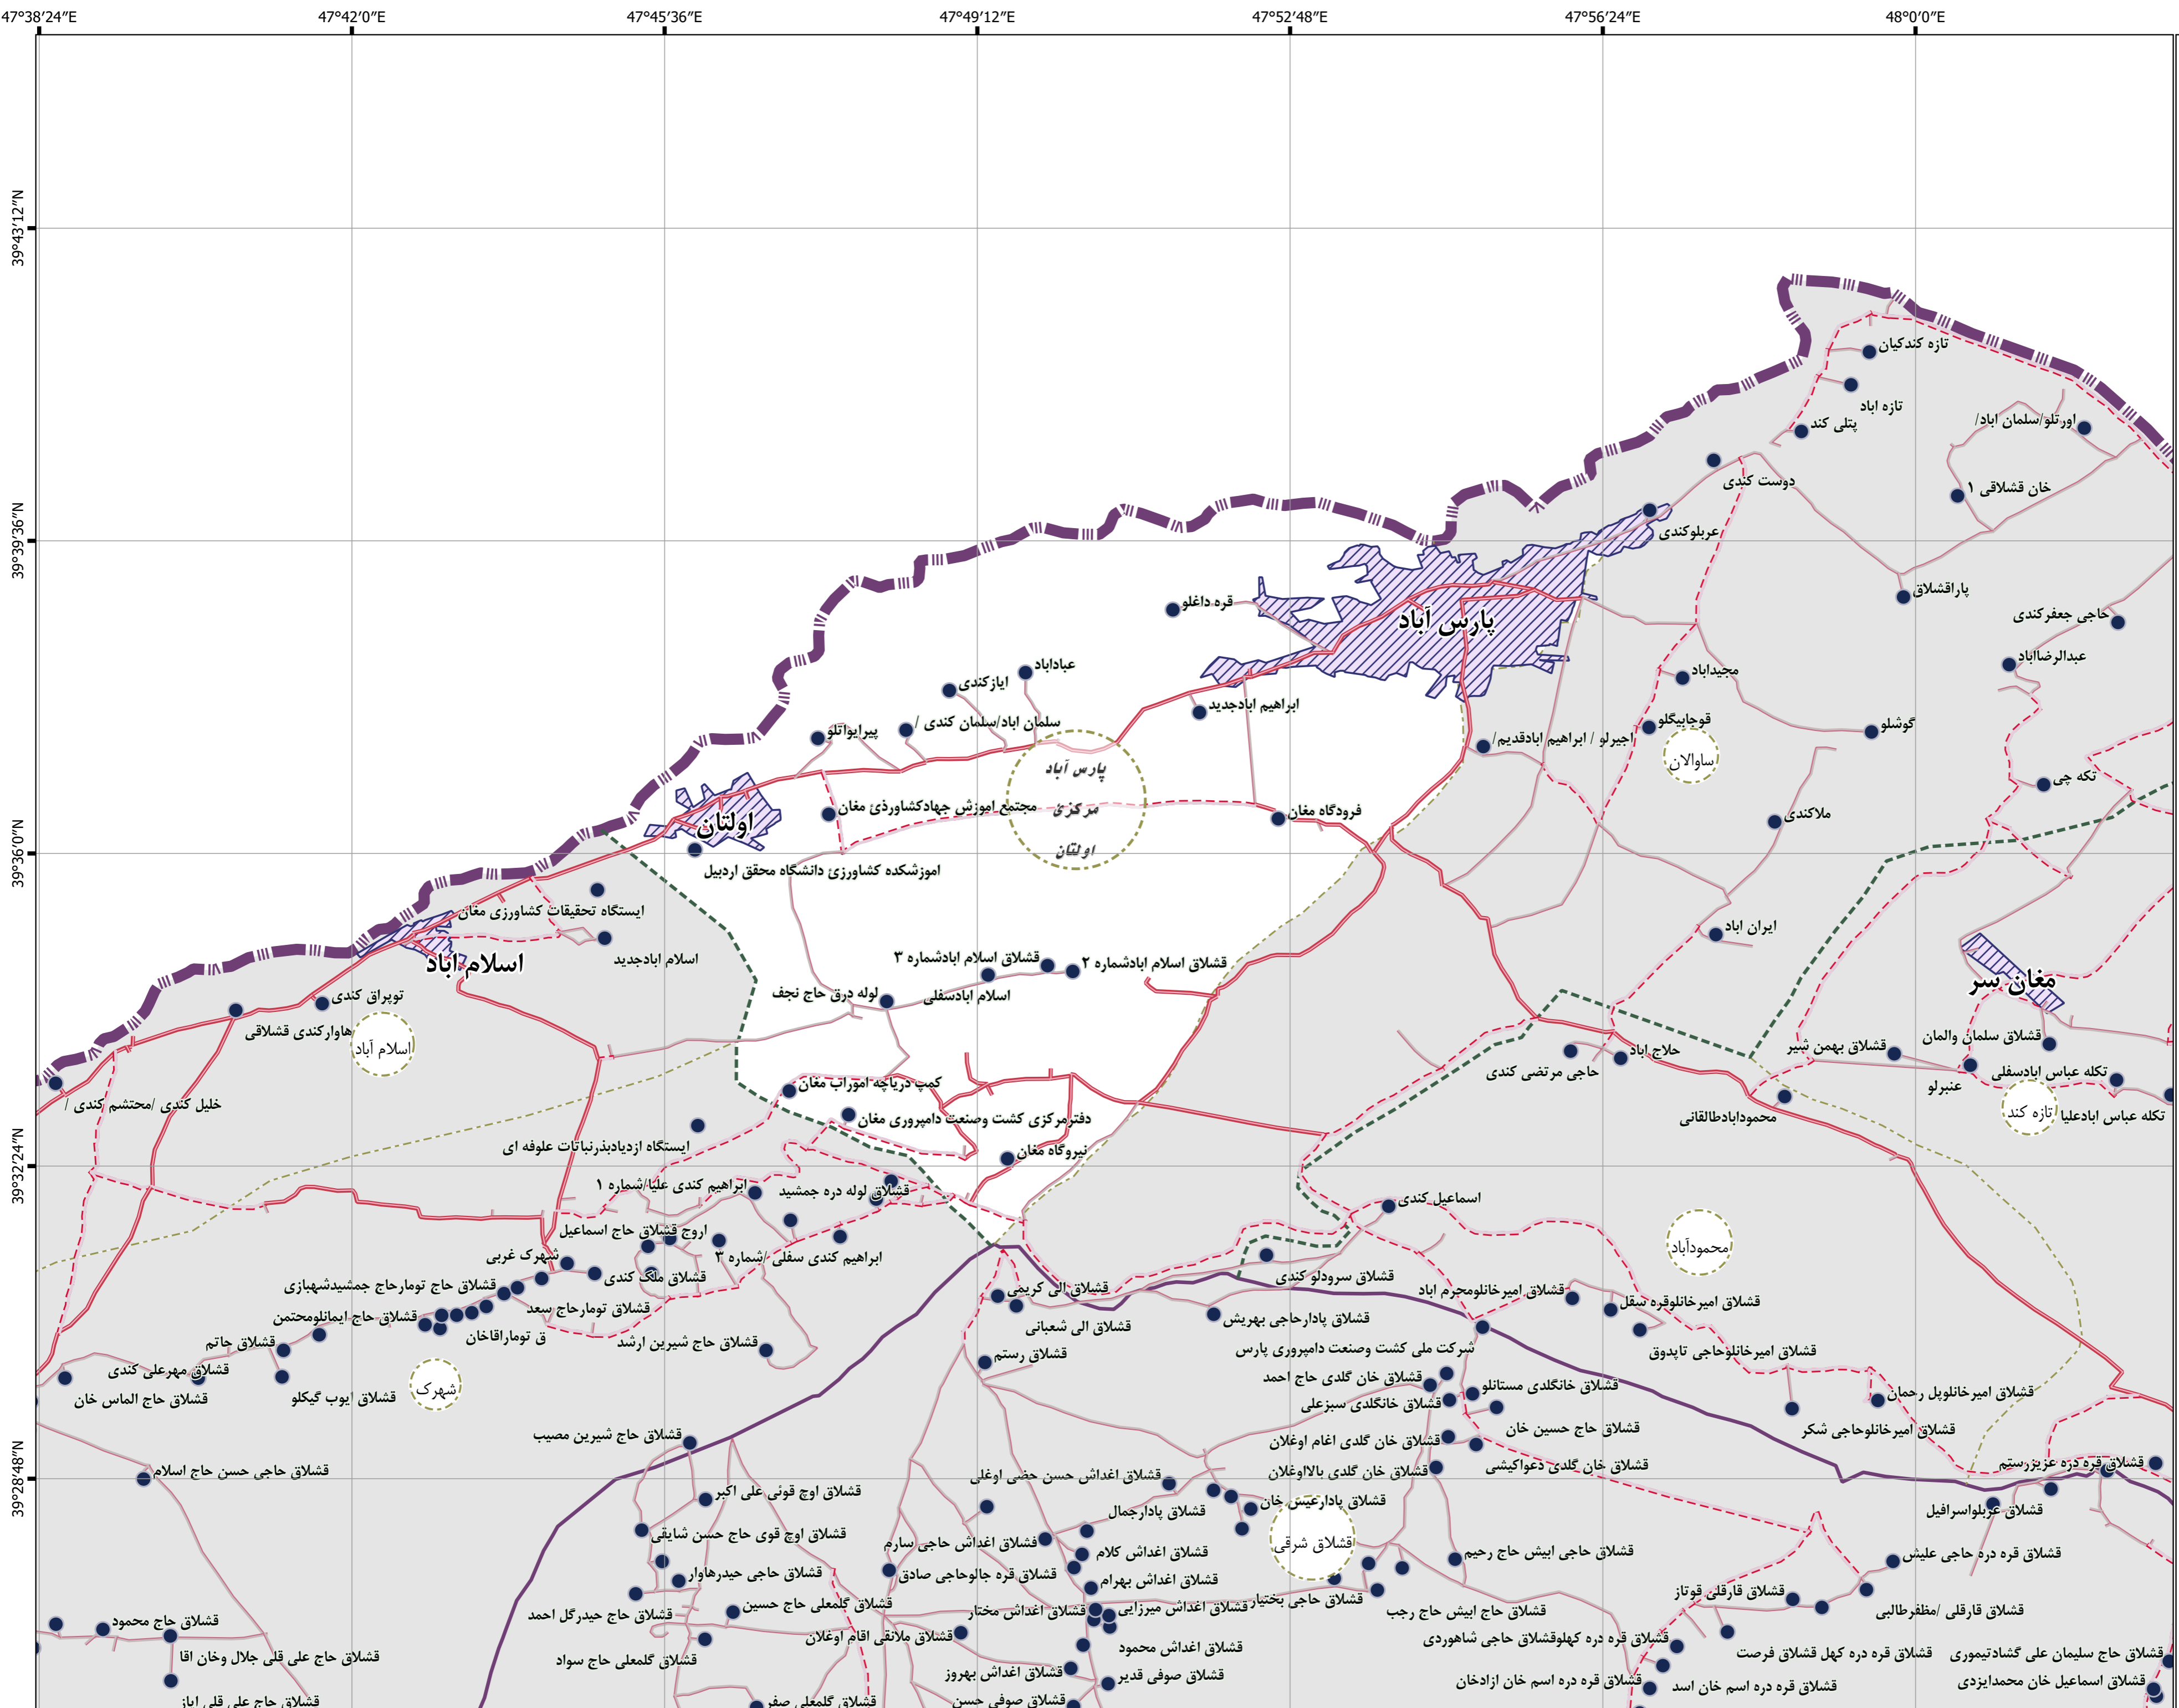 47°38'24"E
47°42'0"E
47°45'36"E
47°49'12"E
47°52'48"E
47°56'24"E
48°0'0"E
39°43'12"N
39°39'36"N
39°36'0"N
39°32'24"N
39°28'48"N
تازه کندکیان
تازه اباد
پتلی کند
اورتلو/سلمان اباد/
دوست کندی
خان قشلاقی ۱
عربلوکندی
پاراقشلاق
حاجی جعفرکندی
قره داغلو
پارس آباد
عبدالرضااباد
عباداباد
ایازکندی
مجیداباد
ابراهیم ابادجدید
سلمان اباد/سلمان کندی /
پیرایواتلو
قوجابیگلو
گوشلو
اجیرلو / ابراهیم ابادقدیم/
ساوالان
پارس آباد
مرکزی
اولتان
تکه چی
مجتمع اموزش جهادکشاورزی مغان
فرودگاه مغان
ملاکندی
اولتان
اموزشکده کشاورزی دانشگاه محقق اردبیل
ایستگاه تحقیقات کشاورزی مغان
ایران اباد
اسلام آباد
اسلام ابادجدید
قشلاق اسلام ابادشماره ۳
قشلاق اسلام ابادشماره ۲
مغان سر
توپراق کندی
لوله درق حاج نجف
اسلام ابادسفلی
هاوارکندی قشلاقی
اسلام آباد
قشلاق سلمان والمان
قشلاق بهمن شیر
حلاج اباد
حاجی مرتضی کندی
تکله عباس ابادسفلی
عنبرلو
کمپ دریاچه اموراب مغان
خلیل کندی /محتشم کندی /
محمودابادطالقانی
تازه کند
تکله عباس ابادعلیا
دفترمرکزی کشت وصنعت دامپروری مغان
ایستگاه ازدیادبذرنباتات علوفه ای
نیروگاه مغان
ابراهیم کندی علیا/شماره ۱
قشلاق لوله دره جمشید
اسماعیل کندی
اروج قشلاق حاج اسماعیل
ابراهیم کندی سفلی /شماره ۳
محمودآباد
شهرک غربی
قشلاق ملک کندی
قشلاق سرودلو کندی
قشلاق حاج تومارحاج جمشیدشهبازی
قشلاق الی کریمی
قشلاق امیرخانلومحرم اباد
قشلاق امیرخانلوقره سقل
قشلاق تومارحاج سعد
قشلاق حاج ایمانلومحتمن
قشلاق الی شعبانی
قشلاق پادارحاجی بهریش
ق توماراقاخان
قشلاق حاج شیرین ارشد
قشلاق حاتم
قشلاق رستم
شرکت ملی کشت وصنعت دامپروری پارس
قشلاق امیرخانلوحاجی تاپدوق
قشلاق مهرعلی کندی
قشلاق خان گلدی حاج احمد
قشلاق خانگلدی مستانلو
شهرک
قشلاق حاج الماس خان
قشلاق ایوب گیکلو
قشلاق خانگلدی سبزعلی
قشلاق امیرخانلوپل رحمان
قشلاق حاج شیرین مصیب
قشلاق حاج حسین خان
قشلاق امیرخانلوحاجی شکر
قشلاق خان گلدی اغام اوغلان
قشلاق خان گلدی بالااوغلان
قشلاق خان گلدی دعواکیشی
قشلاق قره دره عزیزرستم
قشلاق حاجی حسن حاج اسلام
قشلاق اغداش حسن حضی اوغلی
قشلاق اوچ قوئی علی اکبر
قشلاق پادارعیش خان
قشلاق پادارجمال
قشلاق عربلواسرافیل
قشلاق اوچ قوی حاج حسن شایقی
قشلاق اغداش حاجی سارم
قشلاق شرقی
قشلاق اغداش کلام
قشلاق حاجی ابیش حاج رحیم
قشلاق قره دره حاجی علیش
قشلاق حاجی حیدرهاوار
قشلاق قره جالوحاجی صادق
قشلاق اغداش بهرام
قشلاق قارقلی قوتاز
قشلاق حاجی بختیار
قشلاق گلمعلی حاج حسین
قشلاق اغداش مختار
قشلاق اغداش میرزایی
قشلاق حاج ابیش حاج رجب
قشلاق قارقلی /مظفرطالبی
قشلاق حاج محمود
قشلاق حاج حیدرگل احمد
قشلاق ملانقی اقام اوغلان
قشلاق اغداش محمود
قشلاق قره دره کهلوقشلاق حاجی شاهوردی
قشلاق قره دره کهل قشلاق فرصت
قشلاق حاج سلیمان علی گشادتیموری
قشلاق حاج علی قلی جلال وخان اقا
قشلاق گلمعلی حاج سواد
قشلاق اغداش بهروز
قشلاق صوفی قدیر
قشلاق قره دره اسم خان ازادخان
قشلاق قره دره اسم خان اسد
قشلاق اسماعیل خان محمدایزدی
قشلاق حاج علی قلی ایاز
قشلاق گلمغلی صفر
قشلاق صوفی حسن